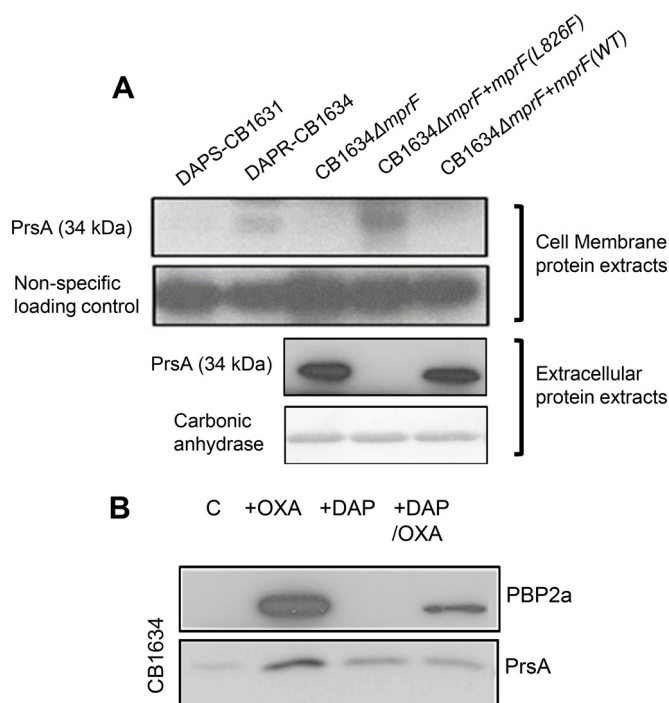 A
DAPS-CB1631
DAPR-CB1634
CB1634ΔmprF
CB1634ΔmprF+mprF(L826F)
CB1634ΔmprF+mprF(WT)
PrsA (34 kDa)
Non-specific
loading control
Cell Membrane
protein extracts
PrsA (34 kDa)
Carbonic
anhydrase
Extracellular
protein extracts
B
C +OXA +DAP +DAP
/OXA
CB1634
PBP2a
PrsA